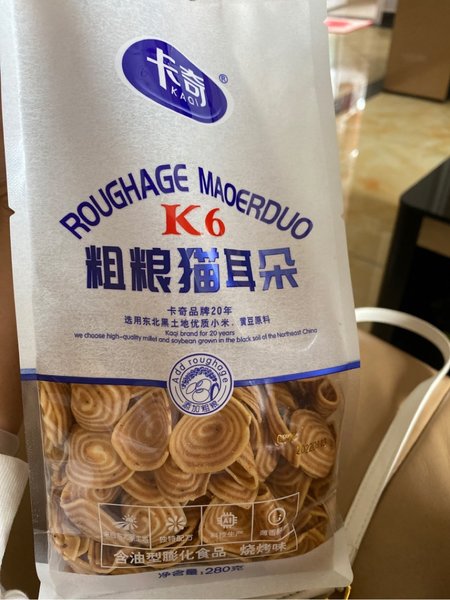 卡奇®
KAQI
ROUGHAGE MAOERDUO
K6
粗粮猫耳朵
卡奇品牌20年
选用东北黑土地优质小米、黄豆原料
Kaqi brand for 20 years
we choose high-quality millet and soybean grown in the black soil of the Northeast China
Add roughage
添加粗粮
含油型膨化食品 烧烤味
净含量: 280克